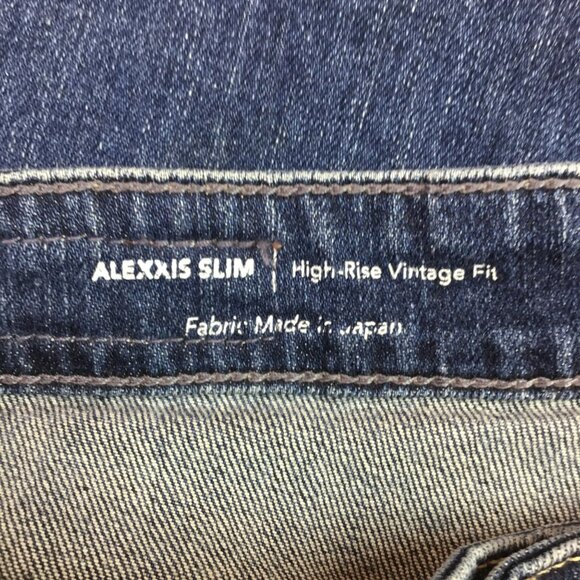 ALEXXIS SLIM | High-Rise Vintage Fit
Fabric Made in Japan